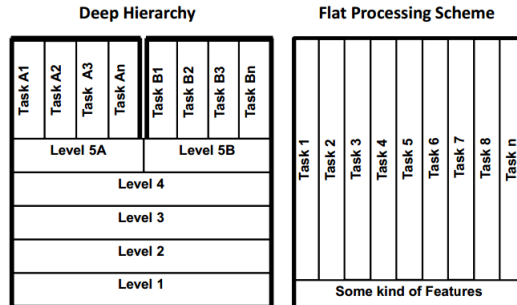 Deep Hierarchy
Task A1
Task A2
Task A3
Task An
Task B1
Task B2
Task B3
Task Bn
Level 5A
Level 5B
Level 4
Level 3
Level 2
Level 1
Flat Processing Scheme
Task 1
Task 2
Task 3
Task 4
Task 5
Task 6
Task 7
Task 8
Task n
Some kind of Features